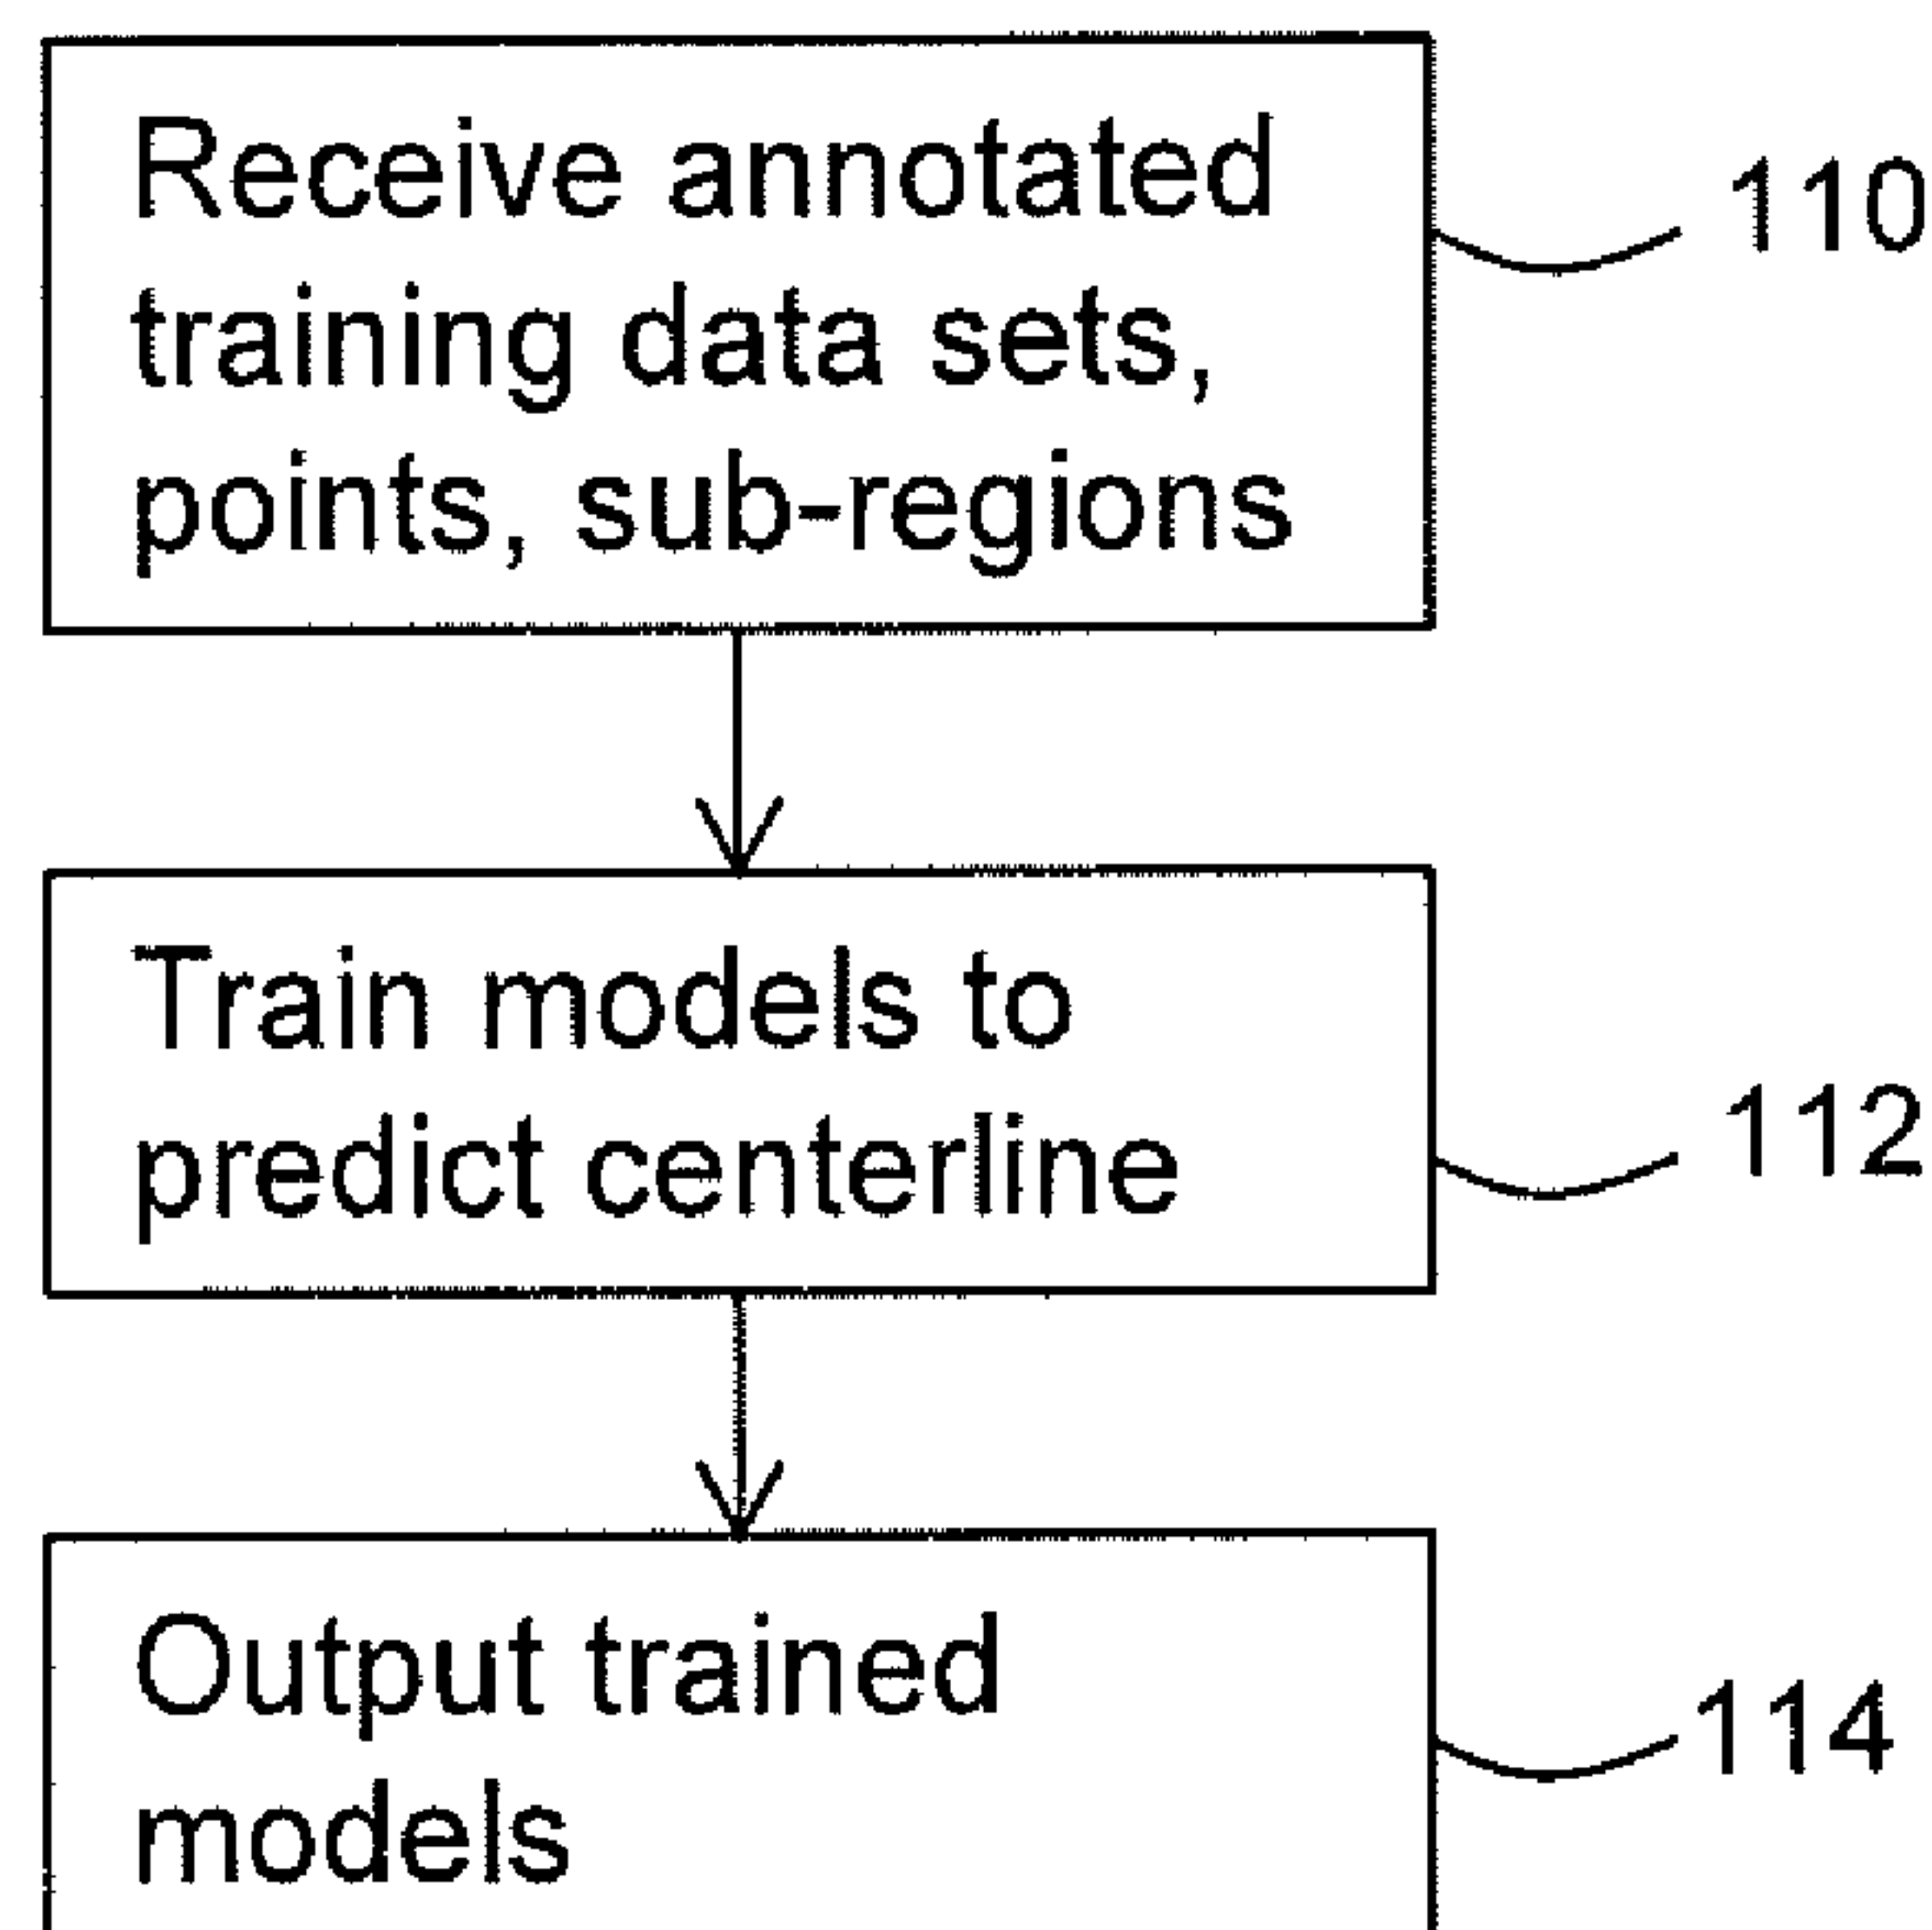 Receive annotated
training data sets,
points, sub-regions
110
Train models to
predict centerline
112
Output trained
models
114